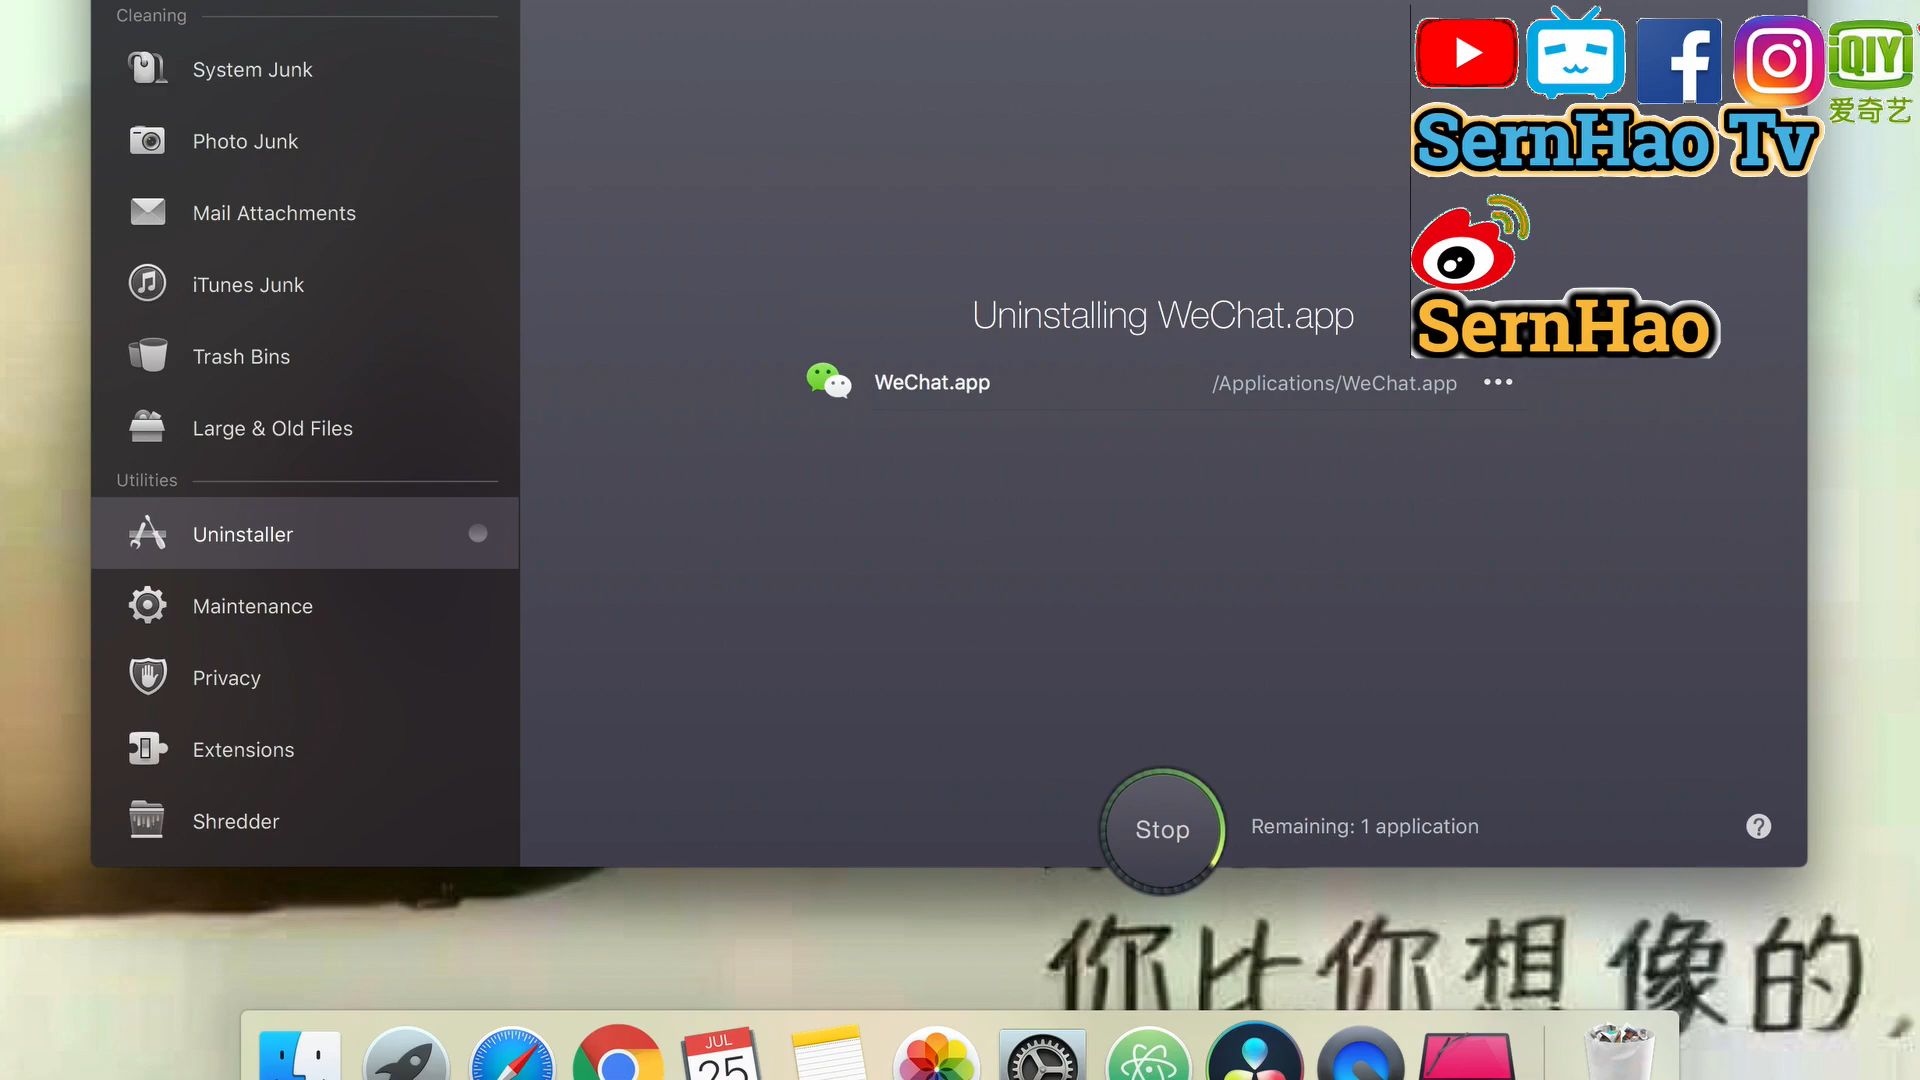 Cleaning
System Junk
Photo Junk
Mail Attachments
iTunes Junk
Trash Bins
Large & Old Files
Utilities
Uninstaller
Maintenance
Privacy
Extensions
Shredder
iQIYI
爱奇艺
SernHao Tv
SernHao
Uninstalling WeChat.app
WeChat.app
/Applications/WeChat.app
Stop
Remaining: 1 application
?
你比你想像的
JUL
25